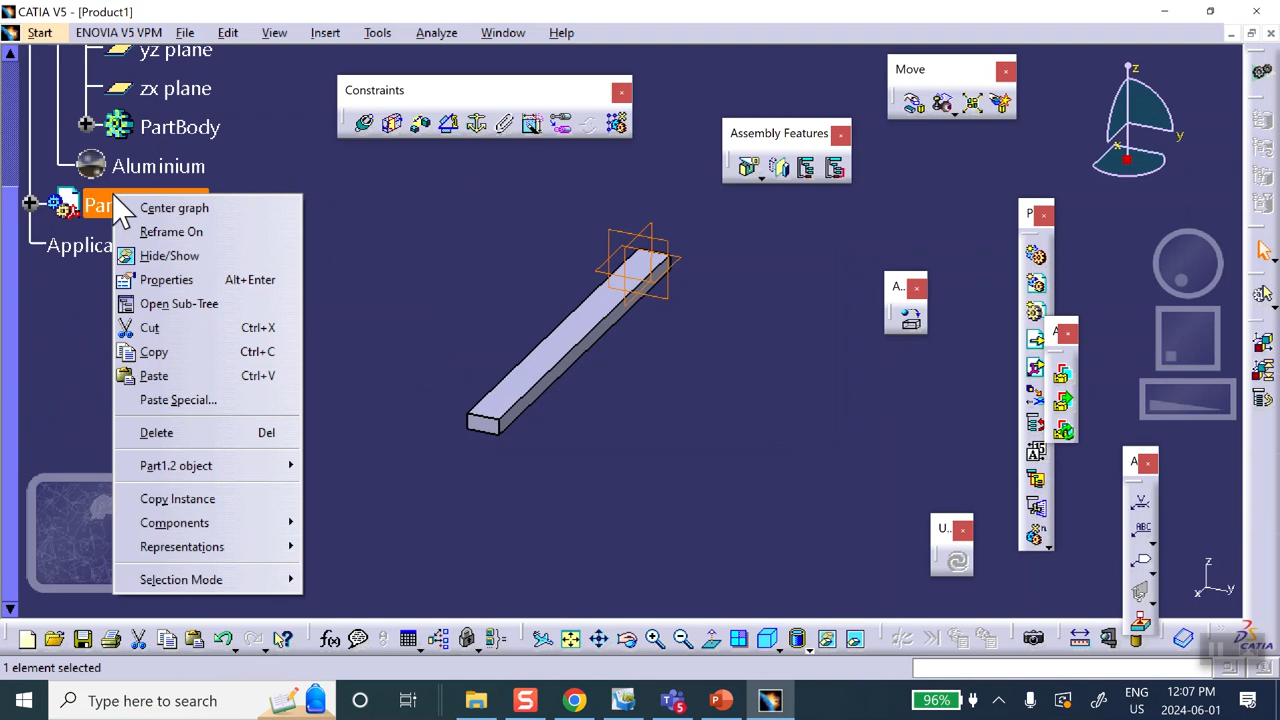 CATIA V5 - [Product1]
Start ENOVIA V5 VPM File Edit View Insert Tools Analyze Window Help
yz plane
zx plane
PartBody
Aluminium
Par
Applica
Center graph
Reframe On
Hide/Show
Properties Alt+Enter
Open Sub-Tree
Cut Ctrl+X
Copy Ctrl+C
Paste Ctrl+V
Paste Special...
Delete Del
Part1.2 object
Copy Instance
Components
Representations
Selection Mode
Constraints
Assembly Features
Move
P
A..
A
U..
A
ABC
z
y
x
z
y
x
f(x)
CATIA
1 element selected
Type here to search
96%
ENG
US
12:07 PM
2024-06-01